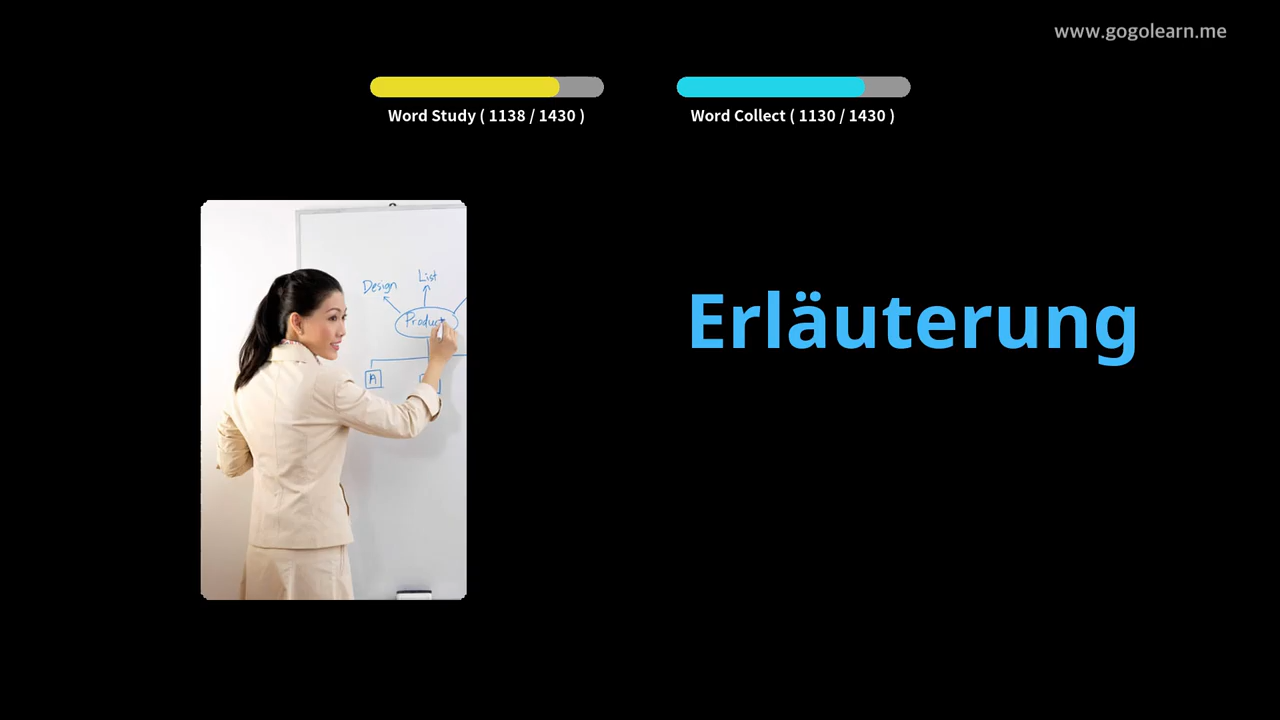 www.gogolearn.me
Word Study ( 1138 / 1430 )
Word Collect ( 1130 / 1430 )
Erläuterung
Design
List
Product
A